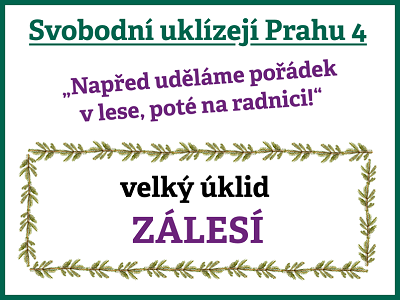 Svobodní uklízejí Prahu 4
„Napřed uděláme pořádek
v lese, poté na radnici!“
velký úklid
ZÁLESÍ